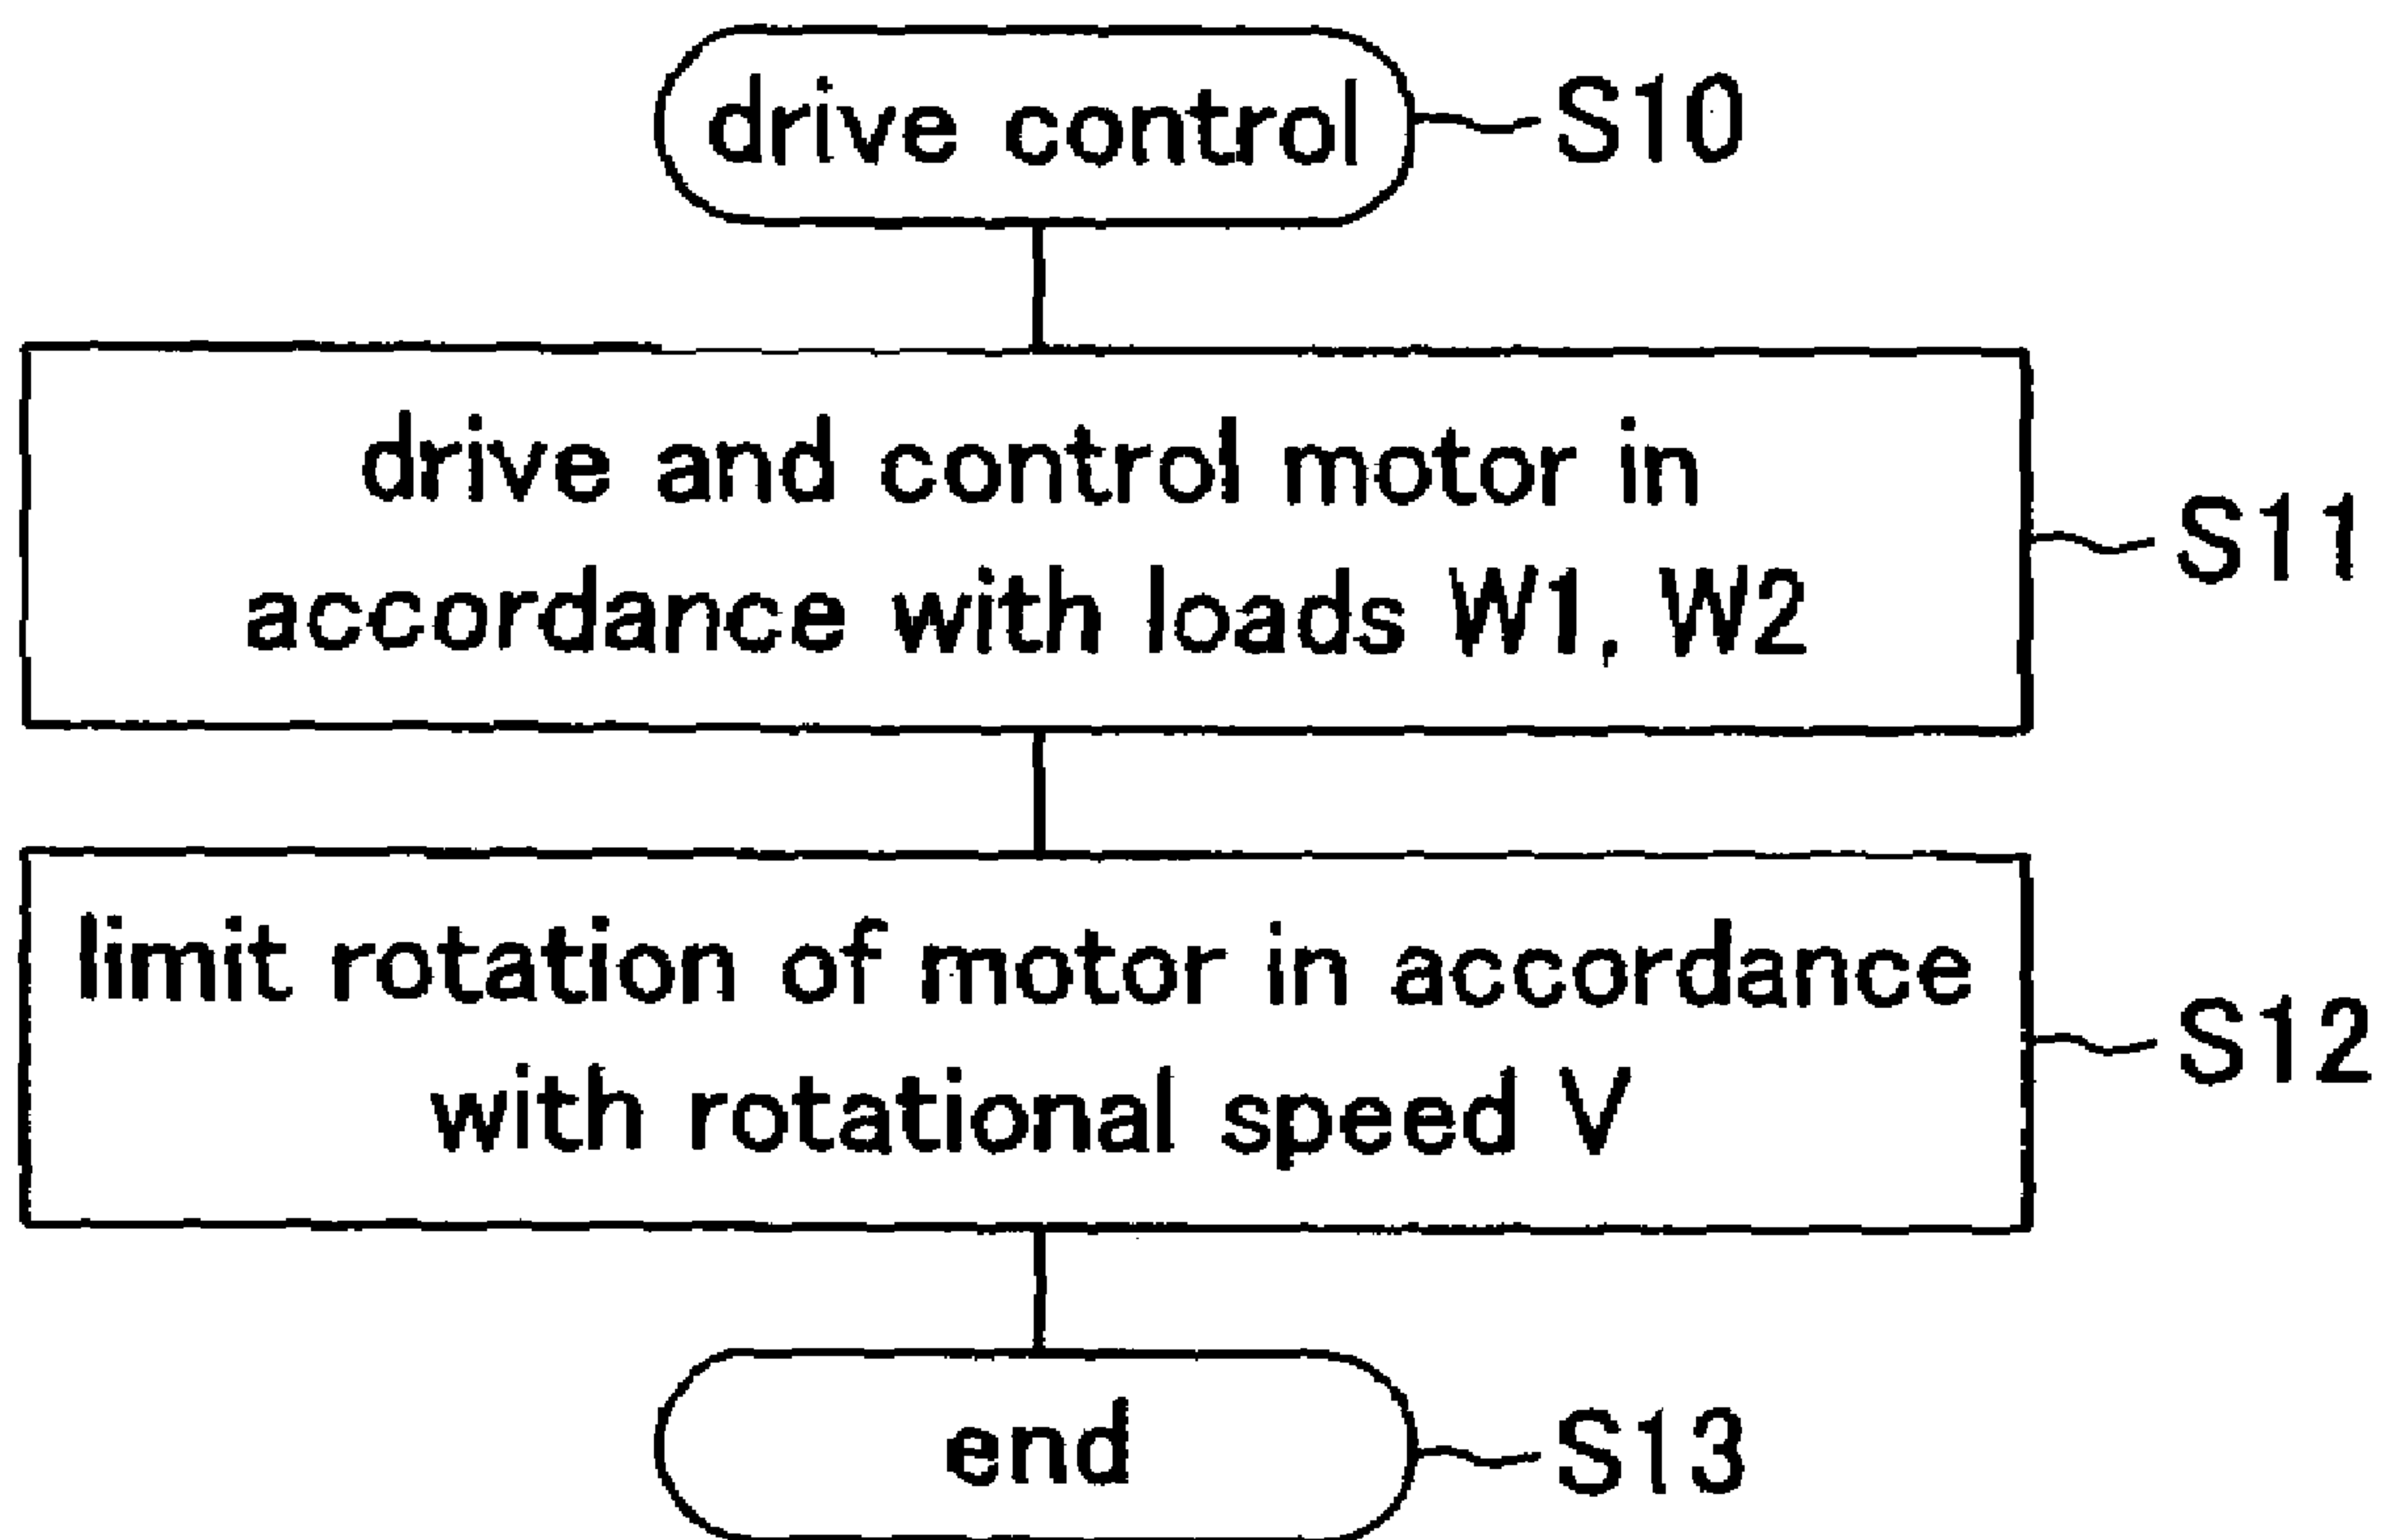 drive control
S10
drive and control motor in
accordance with loads W1, W2
S11
limit rotation of motor in accordance
with rotational speed V
S12
end
S13